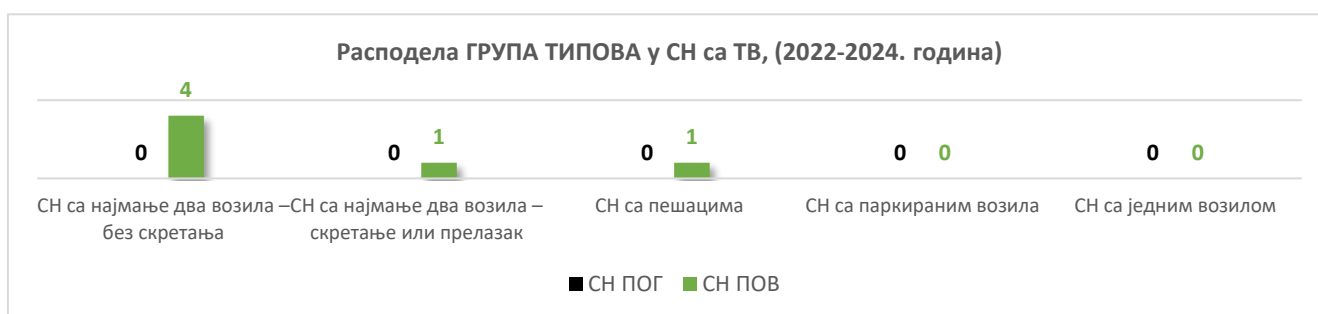 Расподела ГРУПА ТИПОВА у СН са ТВ, (2022-2024. година)
4
0
0
1
0
1
0
0
0
0
СН са најмање два возила –
без скретања
СН са најмање два возила –
скретање или прелазак
СН са пешацима
СН са паркираним возила
СН са једним возилом
СН ПОГ
СН ПОВ